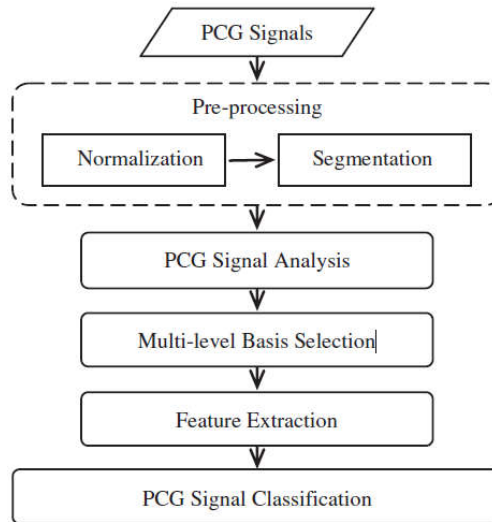 PCG Signals
Pre-processing
Normalization
Segmentation
PCG Signal Analysis
Multi-level Basis Selection
Feature Extraction
PCG Signal Classification